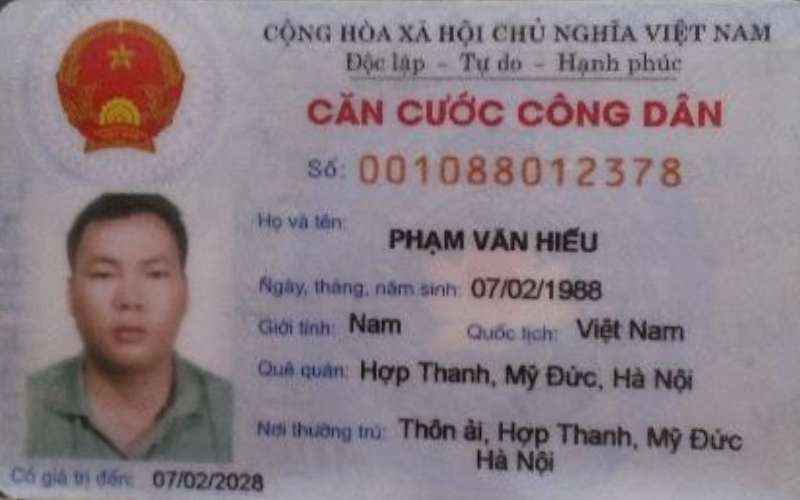 CỘNG HÒA XÃ HỘI CHỦ NGHĨA VIỆT NAM
Độc lập - Tự do - Hạnh phúc
CĂN CƯỚC CÔNG DÂN
Số: 001088012378
Họ và tên: PHẠM VĂN HIẾU
Ngày, tháng, năm sinh: 07/02/1988
Giới tính: Nam Quốc tịch: Việt Nam
Quê quán: Hợp Thanh, Mỹ Đức, Hà Nội
Nơi thường trú: Thôn ải, Hợp Thanh, Mỹ Đức
Hà Nội
Có giá trị đến: 07/02/2028